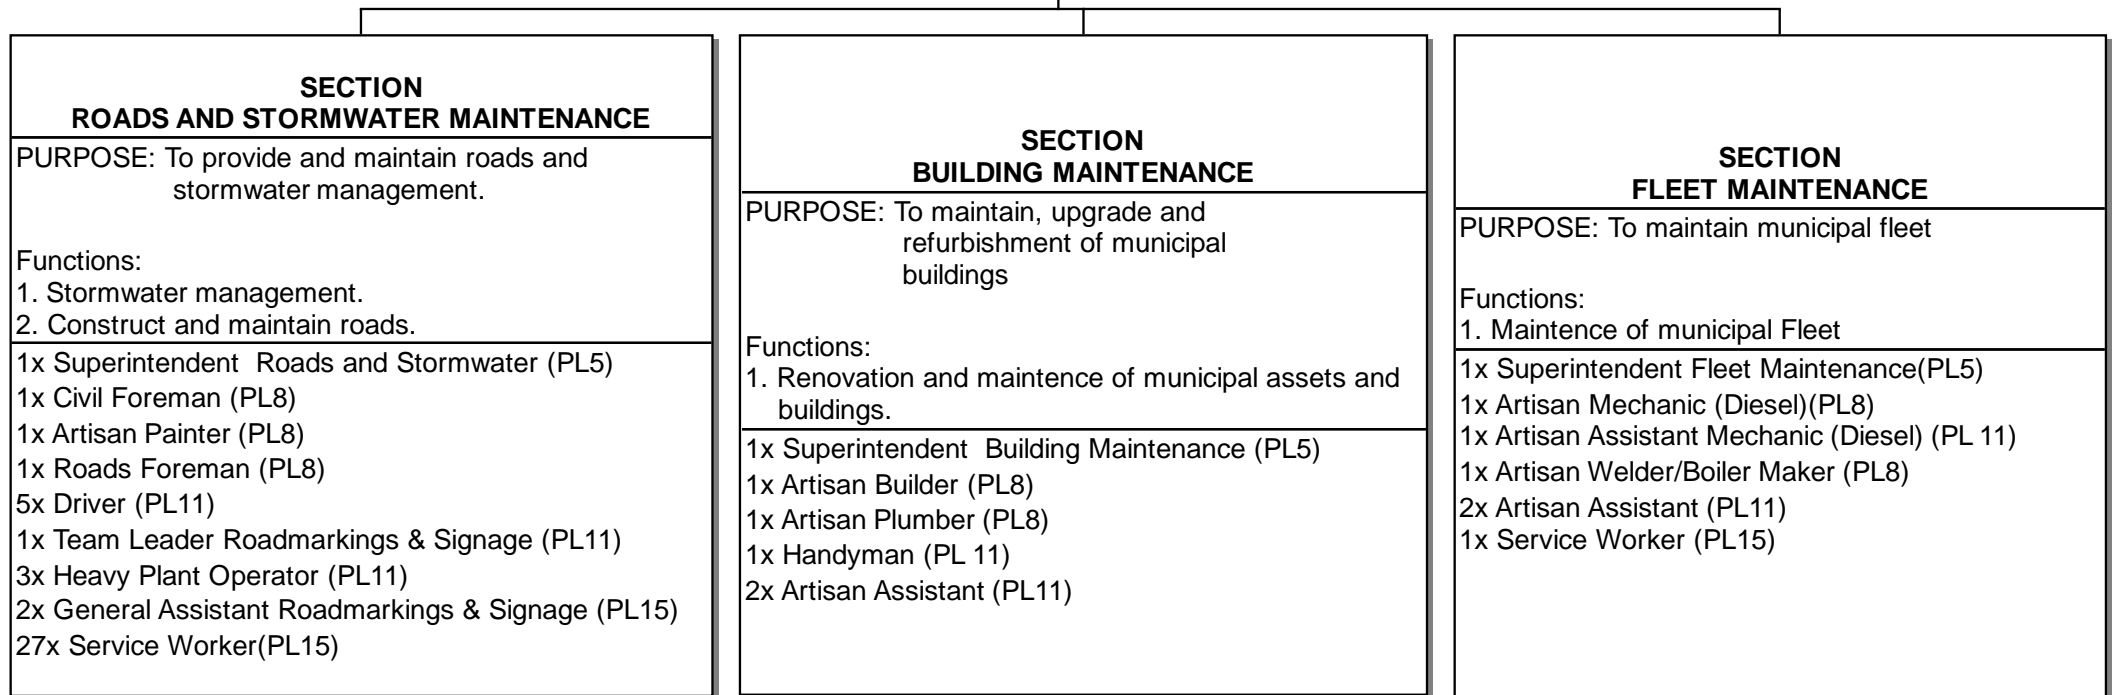 SECTION
ROADS AND STORMWATER MAINTENANCE
PURPOSE: To provide and maintain roads and
stormwater management.
Functions:
1. Stormwater management.
2. Construct and maintain roads.
1x Superintendent  Roads and Stormwater (PL5)
1x Civil Foreman (PL8)
1x Artisan Painter (PL8)
1x Roads Foreman (PL8)
5x Driver (PL11)
1x Team Leader Roadmarkings & Signage (PL11)
3x Heavy Plant Operator (PL11)
2x General Assistant Roadmarkings & Signage (PL15)
27x Service Worker(PL15)
SECTION
BUILDING MAINTENANCE
PURPOSE: To maintain, upgrade and
refurbishment of municipal
buildings
Functions:
1. Renovation and maintence of municipal assets and
buildings.
1x Superintendent  Building Maintenance (PL5)
1x Artisan Builder (PL8)
1x Artisan Plumber (PL8)
1x Handyman (PL 11)
2x Artisan Assistant (PL11)
SECTION
FLEET MAINTENANCE
PURPOSE: To maintain municipal fleet
Functions:
1. Maintence of municipal Fleet
1x Superintendent Fleet Maintenance(PL5)
1x Artisan Mechanic (Diesel)(PL8)
1x Artisan Assistant Mechanic (Diesel) (PL 11)
1x Artisan Welder/Boiler Maker (PL8)
2x Artisan Assistant (PL11)
1x Service Worker (PL15)